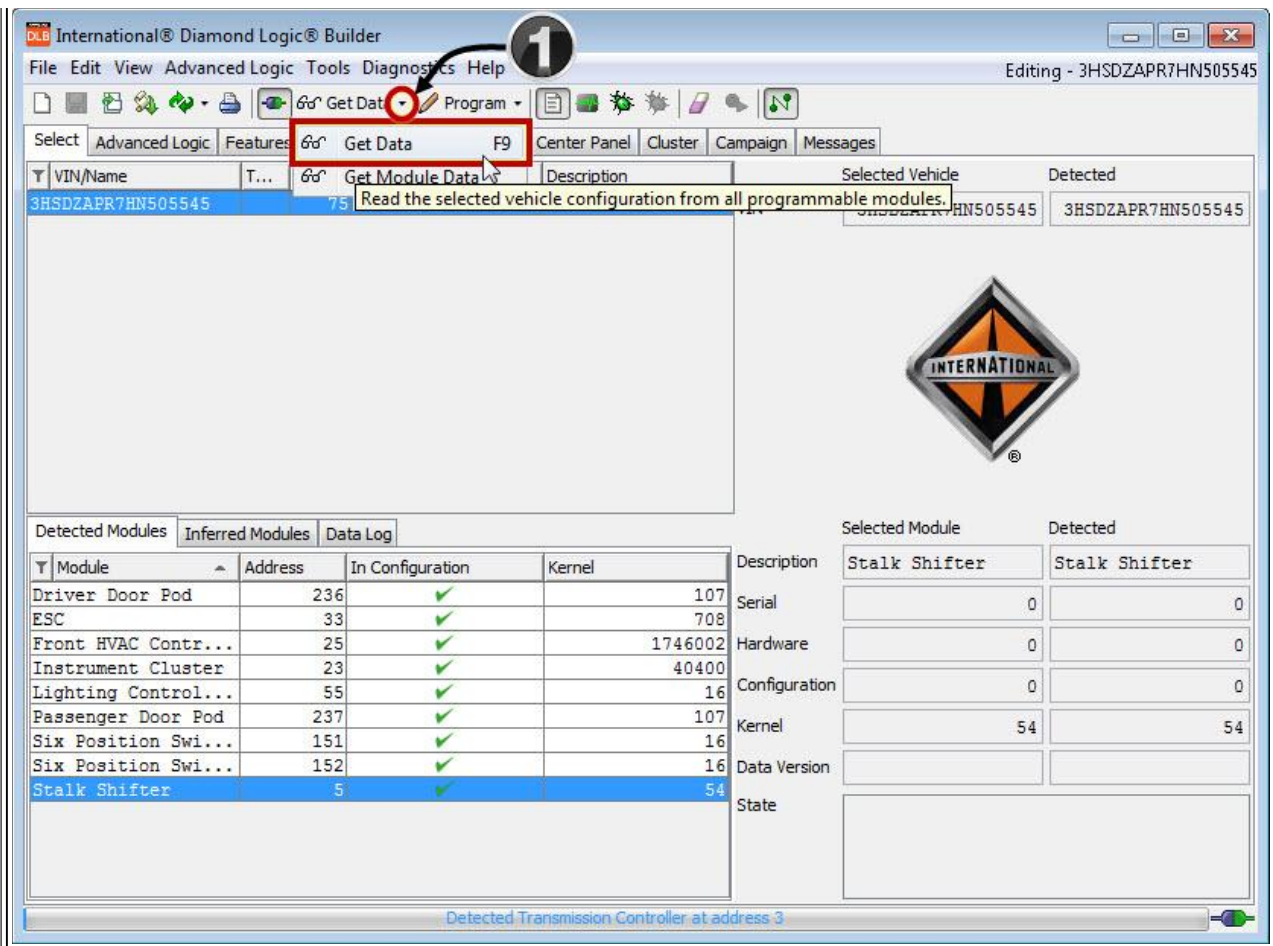 DLB International® Diamond Logic® Builder
1
File Edit View Advanced Logic Tools Diagnostics Help Editing - 3HSDZAPR7HN505545
Get Data Program
Select Advanced Logic Features Center Panel Cluster Campaign Messages
Get Data F9
Get Module Data
Read the selected vehicle configuration from all programmable modules.
VIN/Name T... Description Selected Vehicle Detected
3HSDZAPR7HN505545 75 3HSDZAPR7HN505545 3HSDZAPR7HN505545
INTERNATIONAL
®
Detected Modules Inferred Modules Data Log Selected Module Detected
Module Address In Configuration Kernel Description Stalk Shifter Stalk Shifter
Driver Door Pod 236 107
ESC 33 708 Serial 0 0
Front HVAC Contr... 25 1746002 Hardware 0 0
Instrument Cluster 23 40400
Lighting Control... 55 16 Configuration 0 0
Passenger Door Pod 237 107 Kernel 54 54
Six Position Swi... 151 16
Six Position Swi... 152 16 Data Version
Stalk Shifter 5 54 State
Detected Transmission Controller at address 3